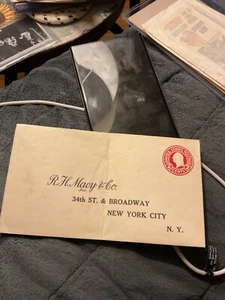 R.H. Macy & Co.
34th ST. & BROADWAY
NEW YORK CITY
N. Y.